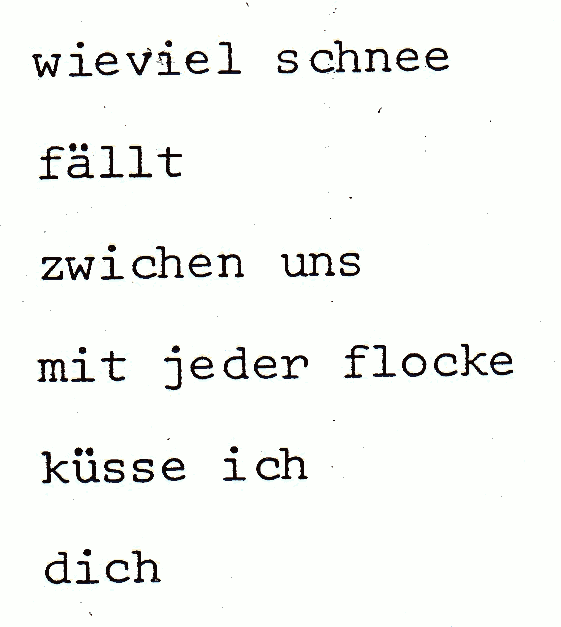 wieviel schnee
fällt
zwichen uns
mit jeder flocke
küsse ich
dich